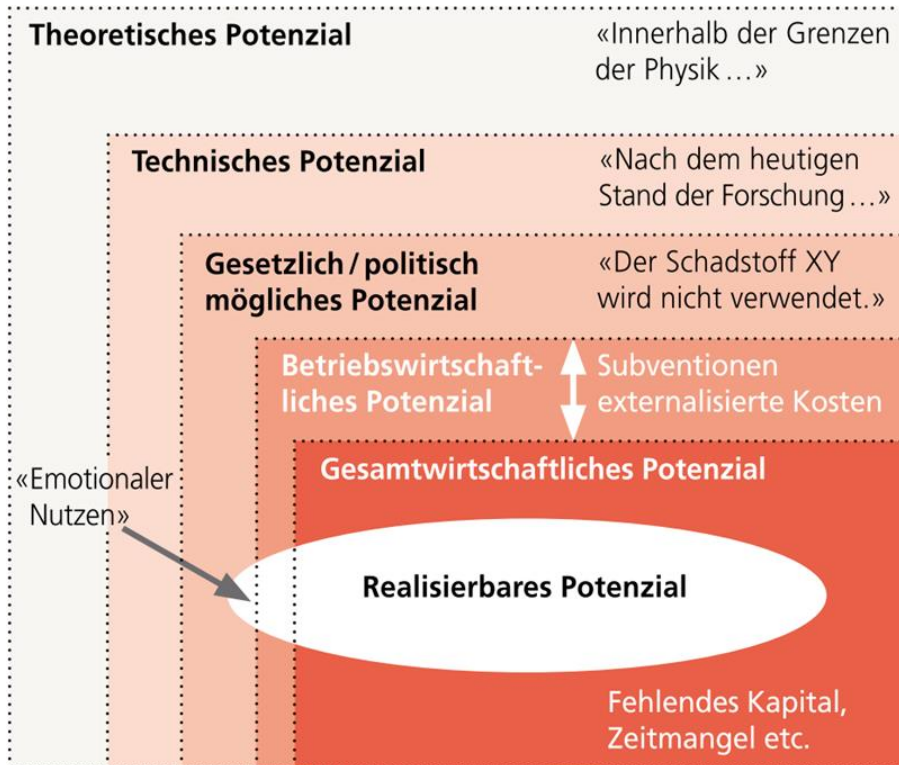 Theoretisches Potenzial
«Innerhalb der Grenzen
der Physik ...»
Technisches Potenzial
«Nach dem heutigen
Stand der Forschung ...»
Gesetzlich / politisch
mögliches Potenzial
«Der Schadstoff XY
wird nicht verwendet.»
Betriebswirtschaft-
liches Potenzial
Subventionen
externalisierte Kosten
Gesamtwirtschaftliches Potenzial
«Emotionaler
Nutzen»
Realisierbares Potenzial
Fehlendes Kapital,
Zeitmangel etc.